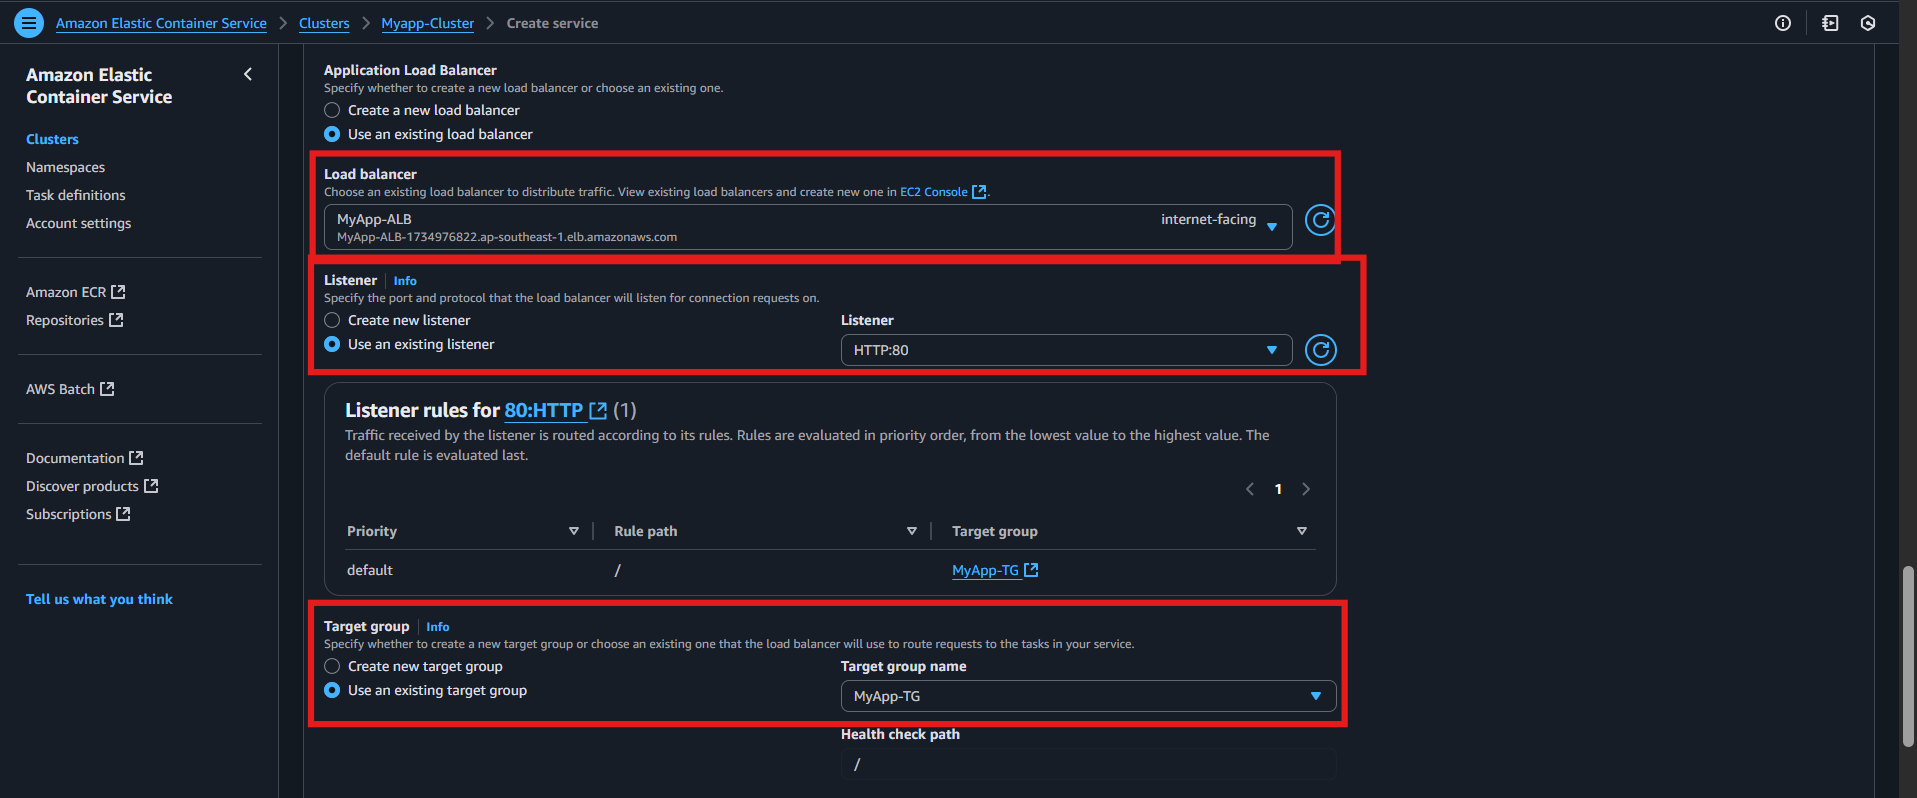 Amazon Elastic Container Service
Clusters
Myapp-Cluster
Create service
Amazon Elastic
Container Service
Clusters
Namespaces
Task definitions
Account settings
Amazon ECR
Repositories
AWS Batch
Documentation
Discover products
Subscriptions
Tell us what you think
Application Load Balancer
Specify whether to create a new load balancer or choose an existing one.
Create a new load balancer
Use an existing load balancer
Load balancer
Choose an existing load balancer to distribute traffic. View existing load balancers and create new one in EC2 Console.
MyApp-ALB internet-facing
MyApp-ALB-1734976822.ap-southeast-1.elb.amazonaws.com
Listener Info
Specify the port and protocol that the load balancer will listen for connection requests on.
Create new listener
Use an existing listener
Listener
HTTP:80
Listener rules for 80:HTTP (1)
Traffic received by the listener is routed according to its rules. Rules are evaluated in priority order, from the lowest value to the highest value. The
default rule is evaluated last.
1
Priority Rule path Target group
default / MyApp-TG
Target group Info
Specify whether to create a new target group or choose an existing one that the load balancer will use to route requests to the tasks in your service.
Create new target group
Use an existing target group
Target group name
MyApp-TG
Health check path
/